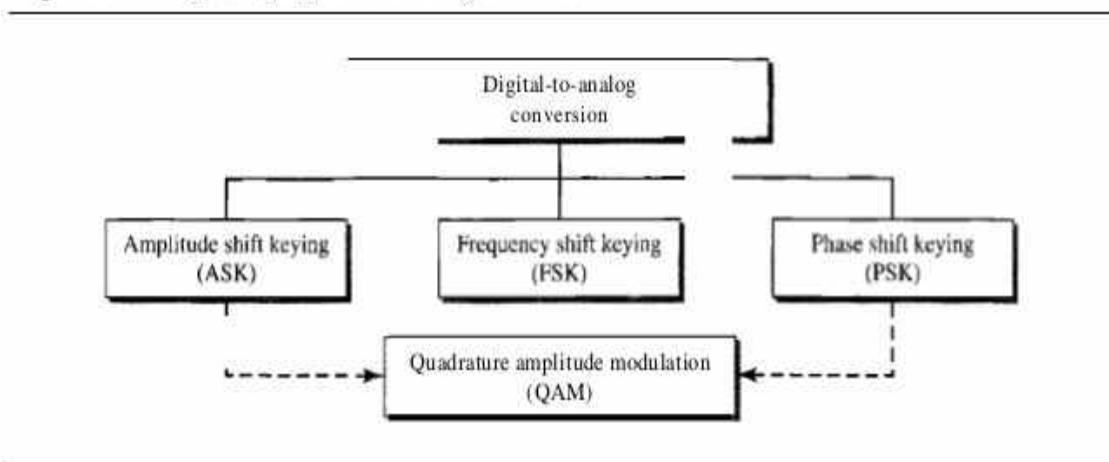 Digital-to-analog
conversion
Amplitude shift keying
(ASK)
Frequency shift keying
(FSK)
Phase shift keying
(PSK)
Quadrature amplitude modulation
(QAM)